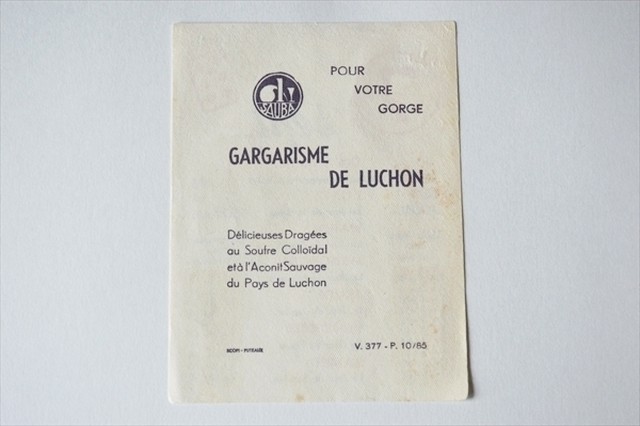 SAUBA
POUR
VOTRE
GORGE
GARGARISME
DE LUCHON
Délicieuses Dragées
au Soufre Colloïdal
et à l'Aconit Sauvage
du Pays de Luchon
V. 377 - P. 10/65